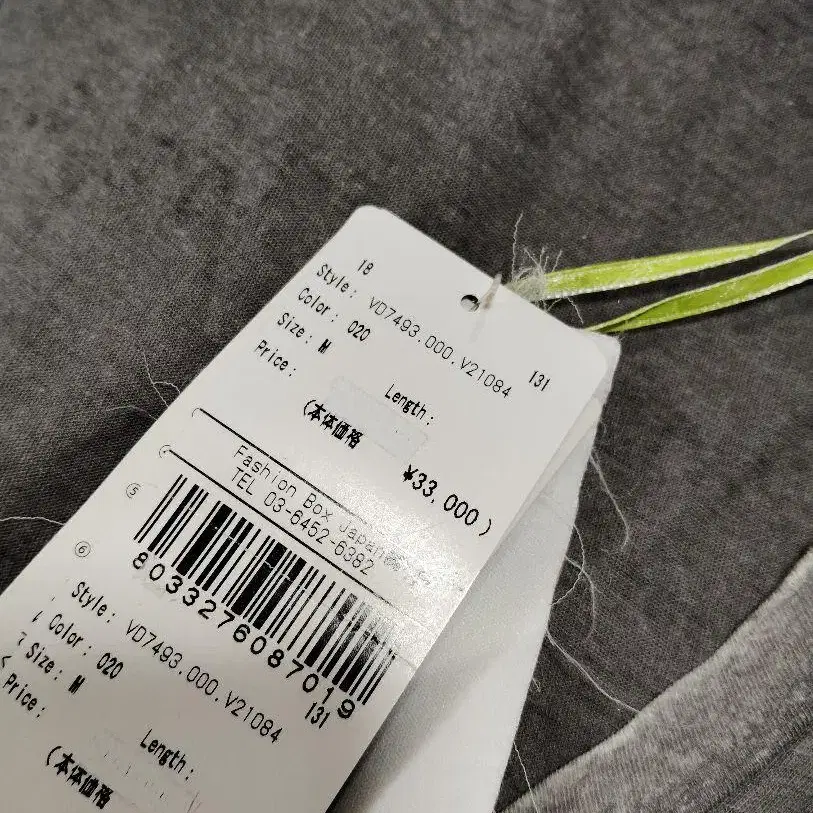 18
Style: VD7493.000.V21084
Color: 020 131
Size: M
Price: Length:
(本体価格 ¥33,000)
Fashion Box Japan
TEL 03-6452-6382
⑤
8033276087019
⑥
Style: VD7493.000.V21084
Color: 020 131
Size: M
Price: Length:
(本体価格